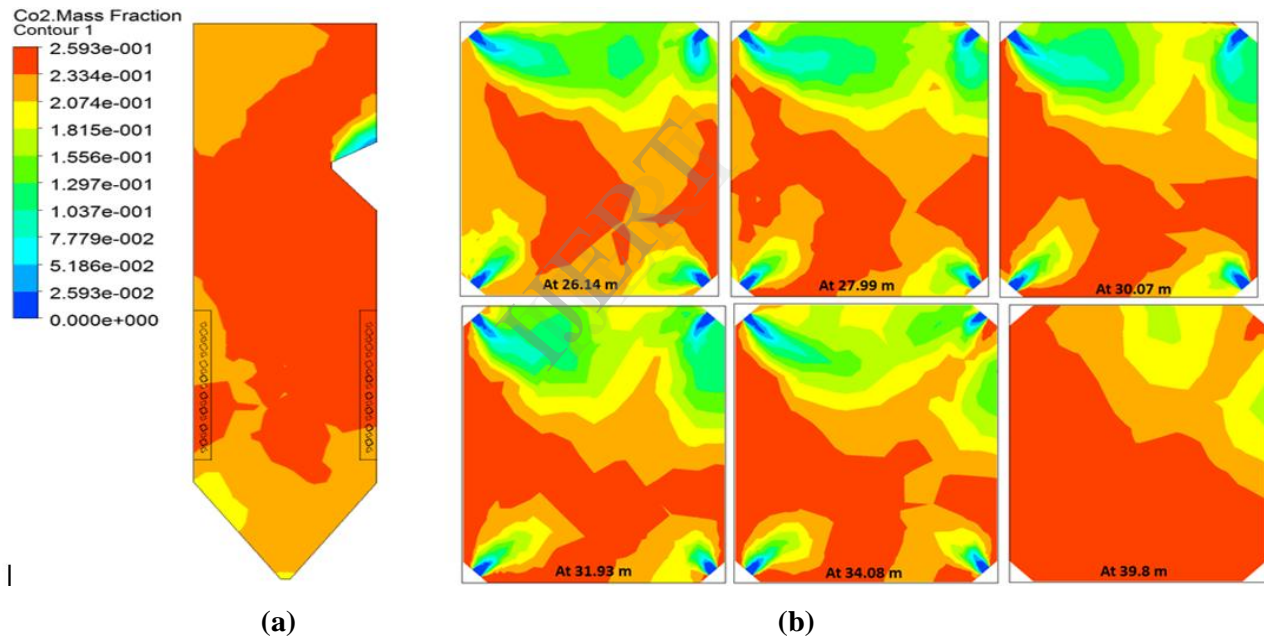 Co2.Mass Fraction
Contour 1
2.593e-001
2.334e-001
2.074e-001
1.815e-001
1.556e-001
1.297e-001
1.037e-001
7.779e-002
5.186e-002
2.593e-002
0.000e+000
IJERT
At 26.14 m
At 27.99 m
At 30.07 m
At 31.93 m
At 34.08 m
At 39.8 m
(a)
(b)